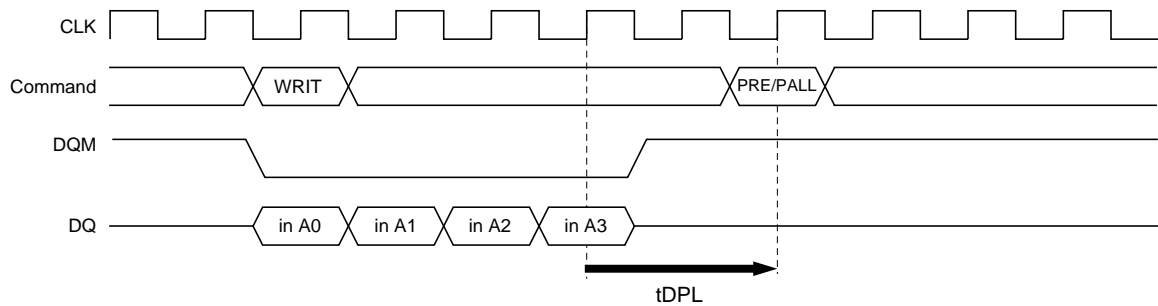 CLK
Command
WRIT
PRE/PALL
DQM
DQ
in A0
in A1
in A2
in A3
tDPL